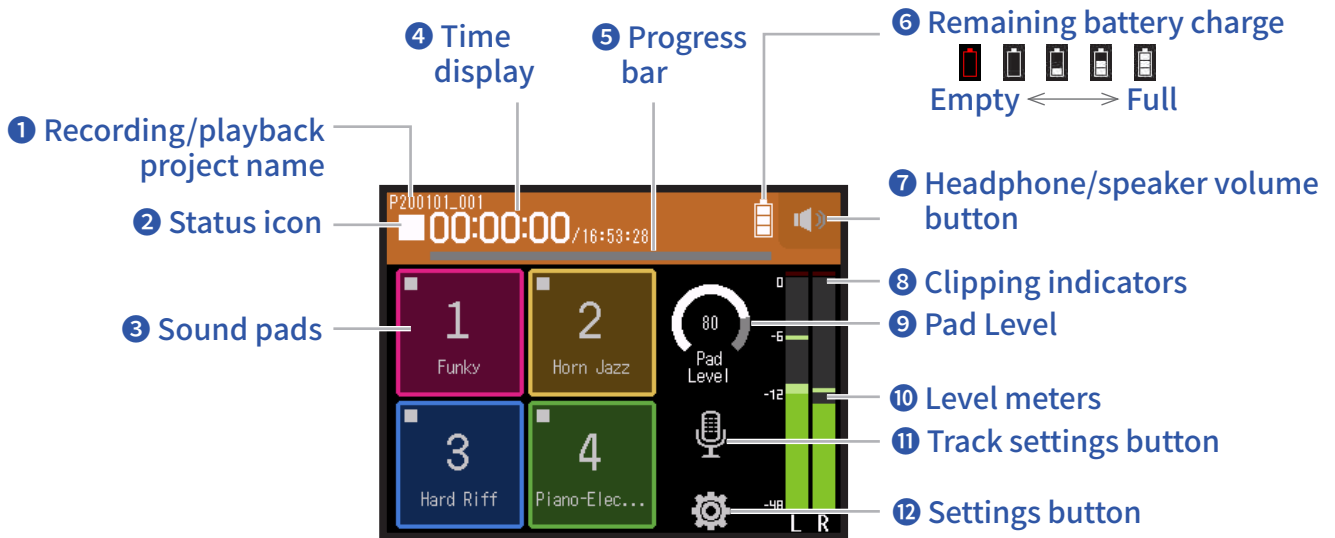 ❹ Time
display
❺ Progress
bar
❻ Remaining battery charge
Empty
Full
❶ Recording/playback
project name
❷ Status icon
❸ Sound pads
P200101_001
00:00:00/16:53:28
1
Funky
2
Horn Jazz
3
Hard Riff
4
Piano-Elec...
80
Pad
Level
0
-6
-12
-48
L R
❼ Headphone/speaker volume
button
❽ Clipping indicators
❾ Pad Level
❿ Level meters
⓫ Track settings button
⓬ Settings button